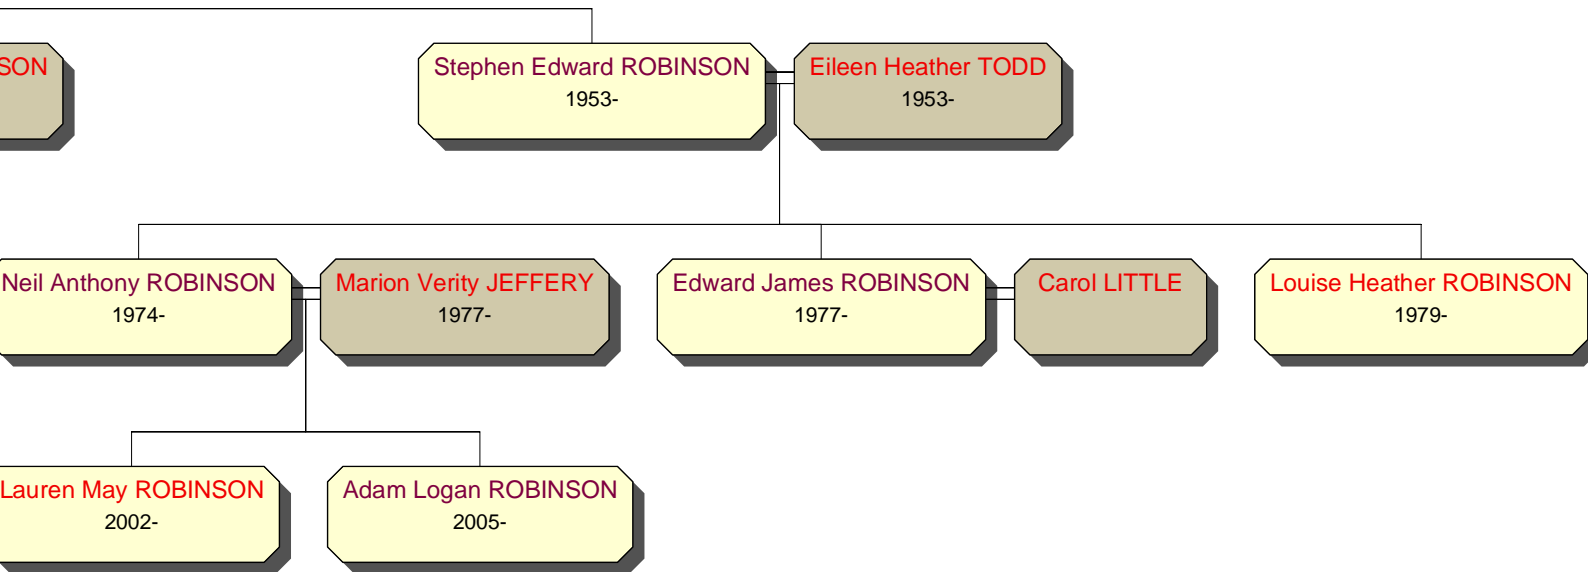 SON
Stephen Edward ROBINSON
1953-
Eileen Heather TODD
1953-
Neil Anthony ROBINSON
1974-
Marion Verity JEFFERY
1977-
Edward James ROBINSON
1977-
Carol LITTLE
Louise Heather ROBINSON
1979-
Lauren May ROBINSON
2002-
Adam Logan ROBINSON
2005-